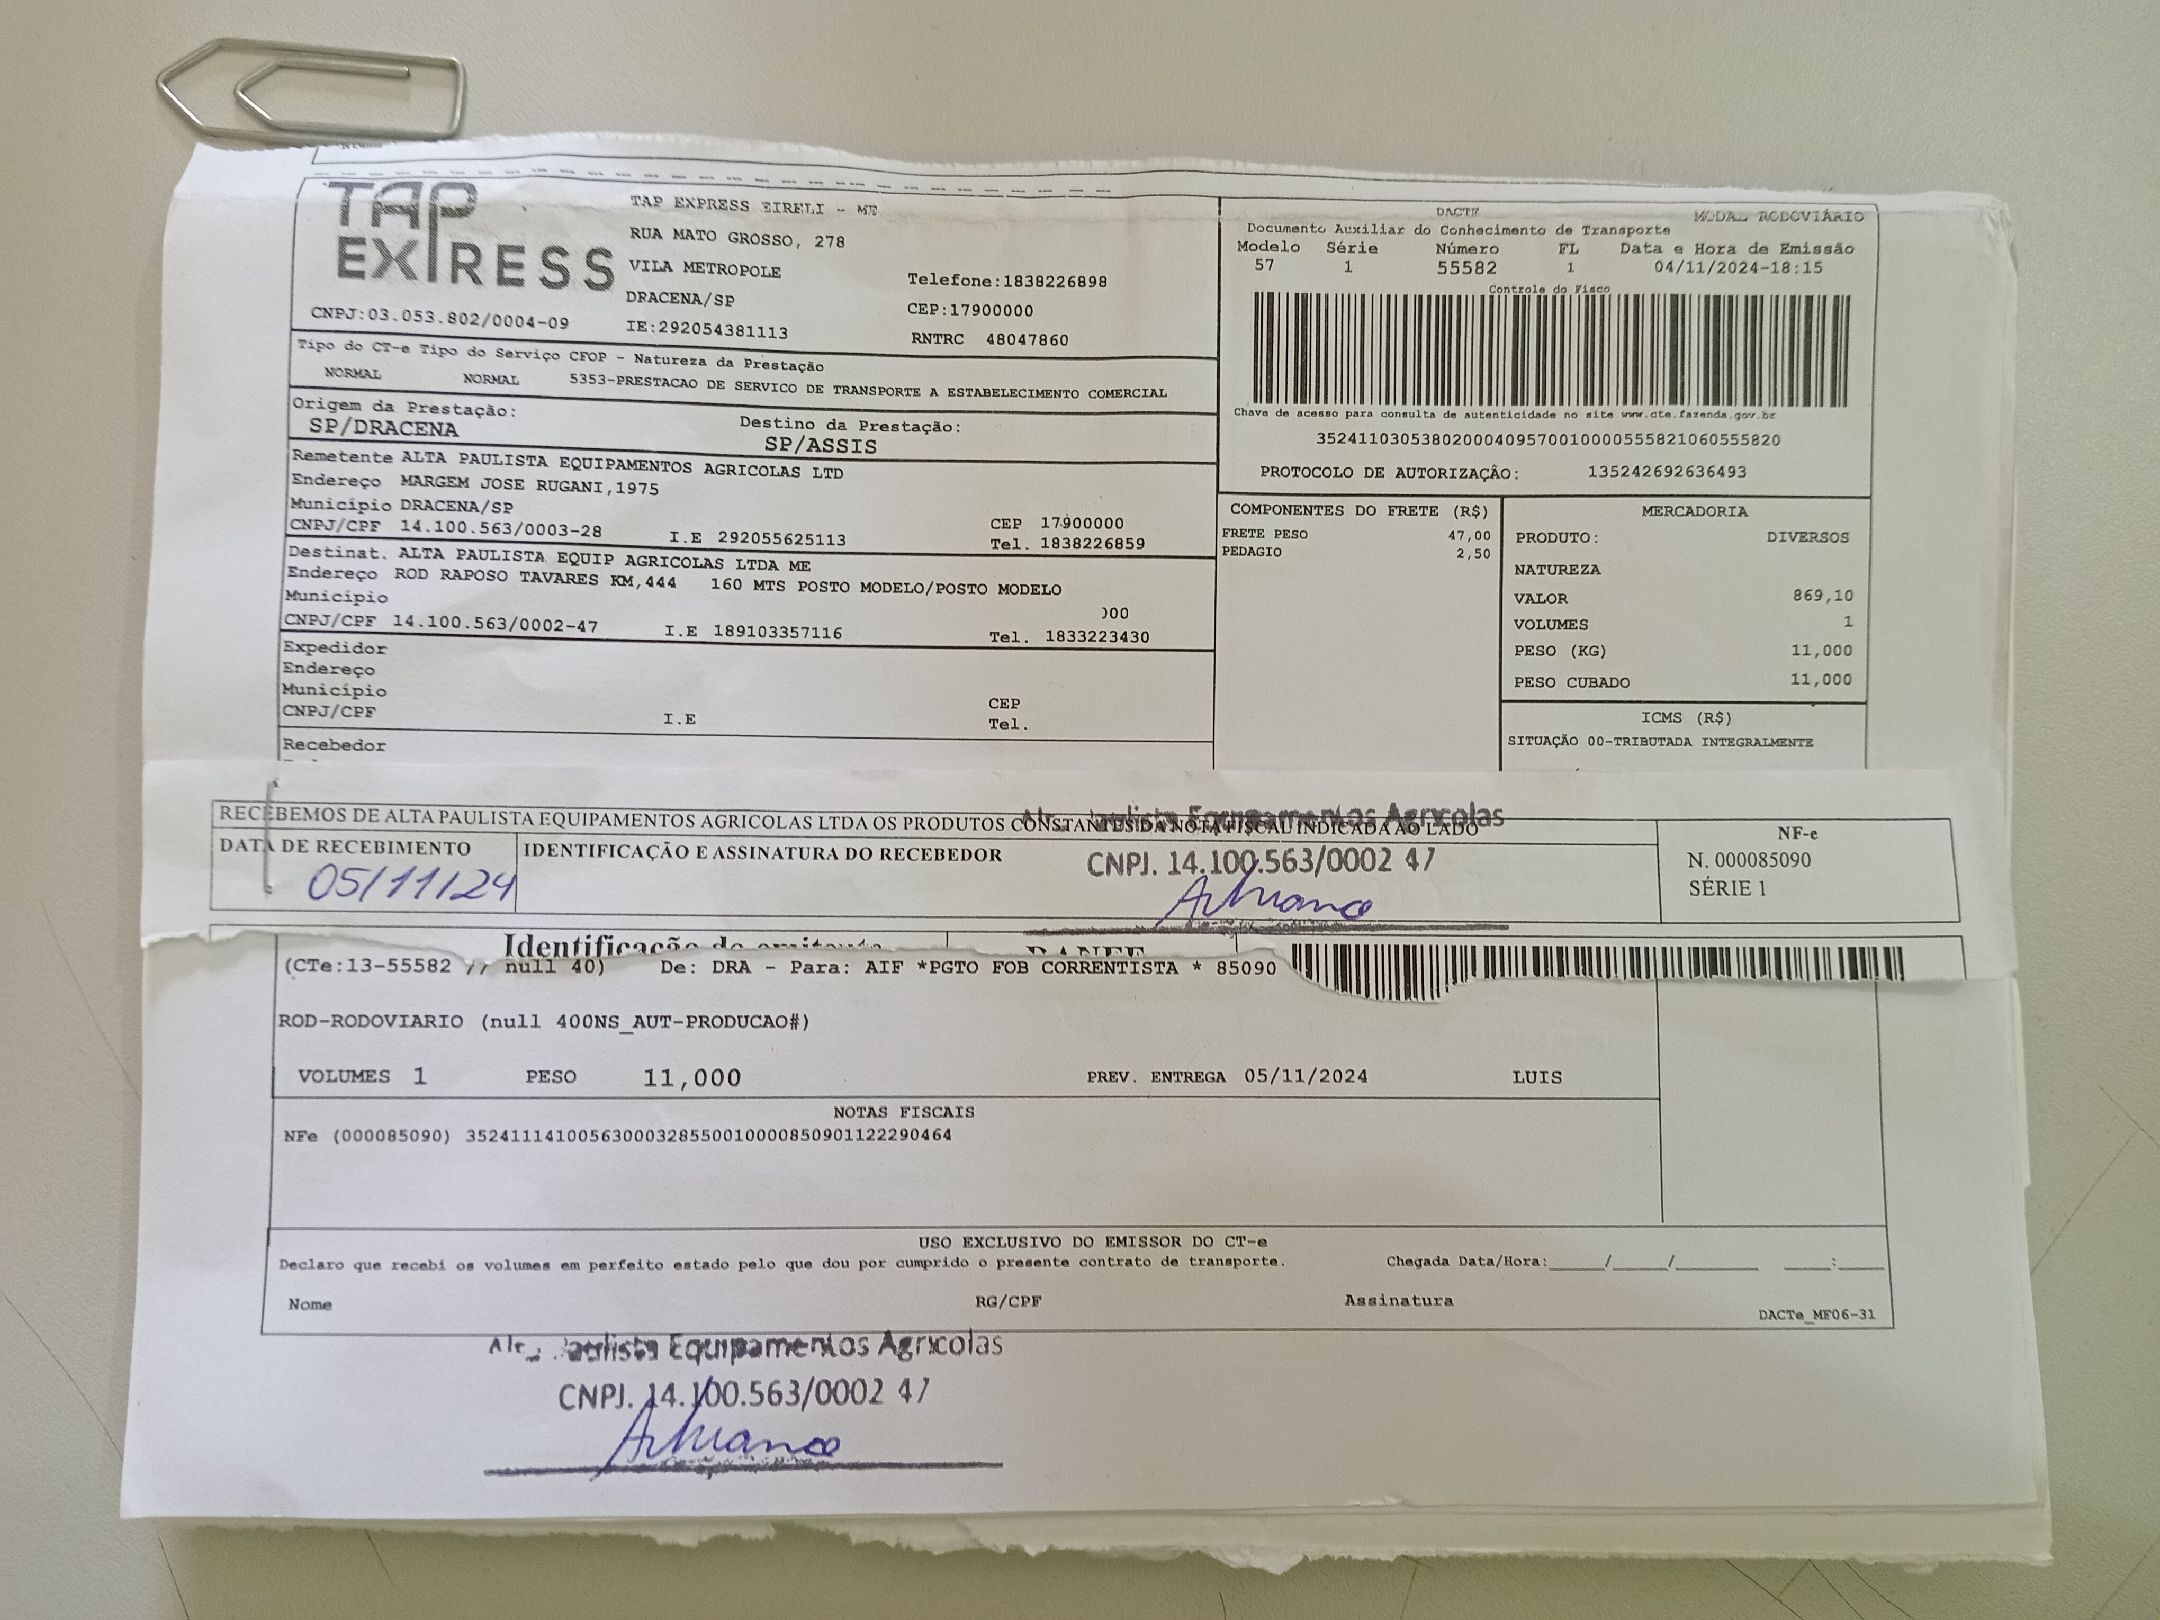 TAP
EXPRESS
TAP EXPRESS EIRELI - ME
RUA MATO GROSSO, 278
VILA METROPOLE
DRACENA/SP
IE:292054381113
Telefone:1838226898
CEP:17900000
RNTRC 48047860
CNPJ:03.053.802/0004-09
DACTE
MODAL RODOVIÁRIO
Documento Auxiliar do Conhecimento de Transporte
Modelo Série Número FL Data e Hora de Emissão
57 1 55582 1 04/11/2024-18:15
Controle do Fisco
Chave de acesso para consulta de autenticidade no site www.cte.fazenda.gov.br
35241103053802000409570010000555821060555820
PROTOCOLO DE AUTORIZAÇÃO: 135242692636493
Tipo do CT-e Tipo do Serviço CFOP - Natureza da Prestação
NORMAL NORMAL 5353-PRESTACAO DE SERVICO DE TRANSPORTE A ESTABELECIMENTO COMERCIAL
Origem da Prestação: Destino da Prestação:
SP/DRACENA SP/ASSIS
Remetente ALTA PAULISTA EQUIPAMENTOS AGRICOLAS LTD
Endereço MARGEM JOSE RUGANI,1975
Município DRACENA/SP CEP 17900000
CNPJ/CPF 14.100.563/0003-28 I.E 292055625113 Tel. 1838226859
Destinat. ALTA PAULISTA EQUIP AGRICOLAS LTDA ME
Endereço ROD RAPOSO TAVARES KM,444 160 MTS POSTO MODELO/POSTO MODELO
Município 00
CNPJ/CPF 14.100.563/0002-47 I.E 189103357116 Tel. 1833223430
Expedidor
Endereço
Município CEP
CNPJ/CPF I.E Tel.
Recebedor
COMPONENTES DO FRETE (R$)
FRETE PESO 47,00
PEDAGIO 2,50
MERCADORIA
PRODUTO: DIVERSOS
NATUREZA
VALOR 869,10
VOLUMES 1
PESO (KG) 11,000
PESO CUBADO 11,000
ICMS (R$)
SITUAÇÃO 00-TRIBUTADA INTEGRALMENTE
RECEBEMOS DE ALTA PAULISTA EQUIPAMENTOS AGRICOLAS LTDA OS PRODUTOS CONSTANTES DA NOTA FISCAL INDICADA AO LADO
Paulista Equipamentos Agrícolas
DATA DE RECEBIMENTO IDENTIFICAÇÃO E ASSINATURA DO RECEBEDOR
05/11/24
CNPJ. 14.100.563/0002 47
NF-e
N. 000085090
SÉRIE 1
Identificação do emitente DANFE
(CTe:13-55582 // null 40) De: DRA - Para: AIF *PGTO FOB CORRENTISTA * 85090
ROD-RODOVIARIO (null 400NS_AUT-PRODUCAO#)
VOLUMES 1 PESO 11,000 PREV. ENTREGA 05/11/2024 LUIS
NOTAS FISCAIS
NFe (000085090) 35241114100563000328550010000850901122290464
USO EXCLUSIVO DO EMISSOR DO CT-e
Declaro que recebi os volumes em perfeito estado pelo que dou por cumprido o presente contrato de transporte. Chegada Data/Hora:_____/_____/________ ____:____
Nome RG/CPF Assinatura
DACTe_MF06-31
Paulista Equipamentos Agrícolas
CNPJ. 14.100.563/0002 47